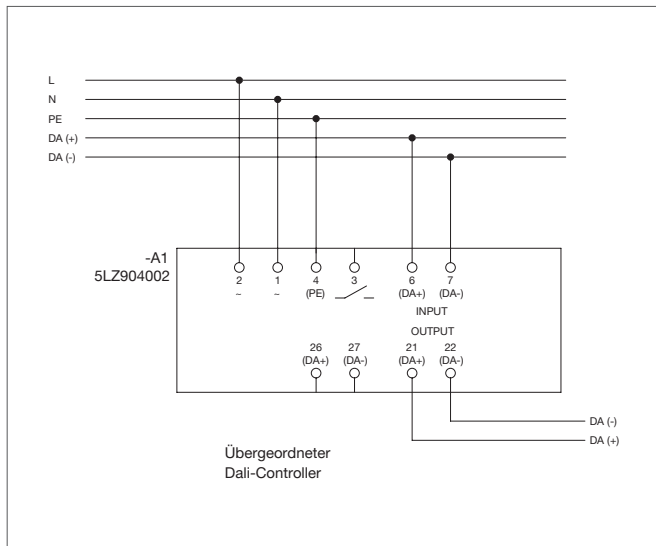 L
N
PE
DA (+)
DA (-)
-A1
5LZ904002
2 1 4 3 6 7
~ ~ (PE) (DA+) (DA-)
INPUT
OUTPUT
26 27 21 22
(DA+) (DA-) (DA+) (DA-)
DA (-)
DA (+)
Übergeordneter
Dali-Controller